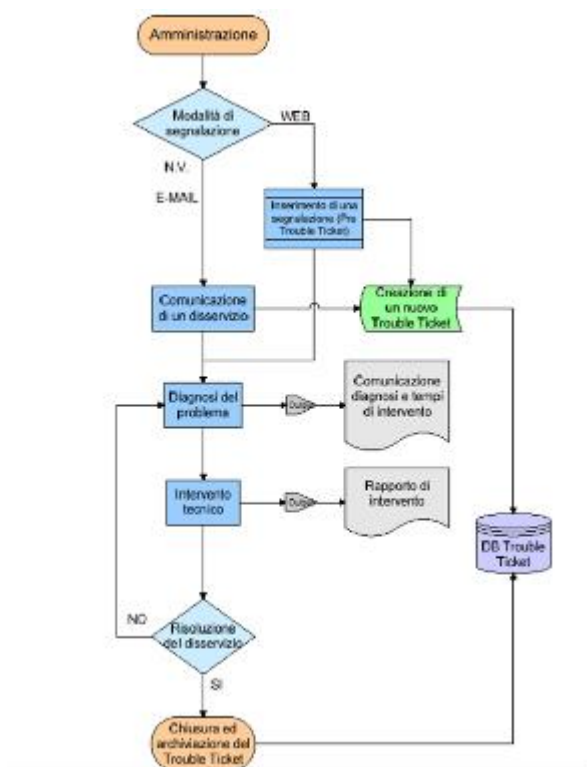 Amministrazione
Modalità di
segnalazione
WEB
N.V.
E-MAIL
Inserimento di una
segnalazione (Pre
Trouble Ticket)
Comunicazione
di un disservizio
Creazione di
un nuovo
Trouble Ticket
Diagnosi del
problema
Output
Comunicazione
diagnosi e tempi
di intervento
Intervento
tecnico
Output
Rapporto di
intervento
DB Trouble
Ticket
NO
Risoluzione
del disservizio
SI
Chiusura ed
archiviazione del
Trouble Ticket